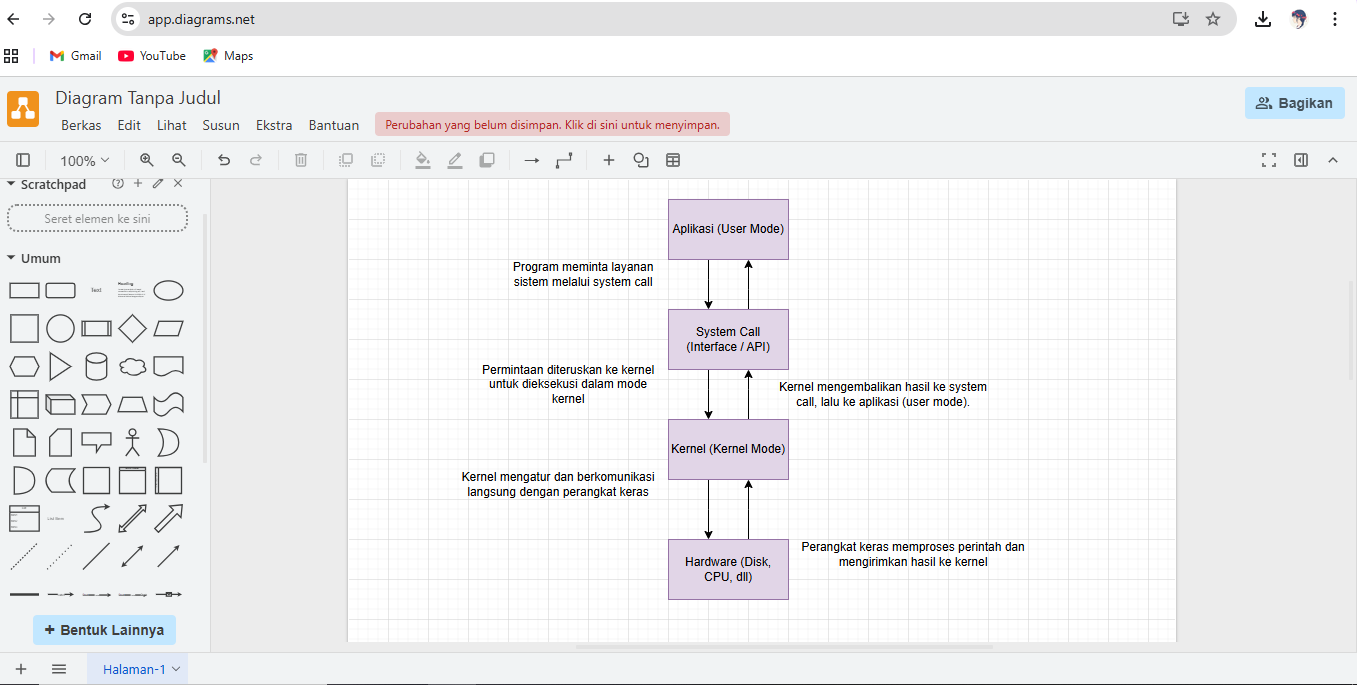 app.diagrams.net
Gmail
YouTube
Maps
Diagram Tanpa Judul
Bagikan
Berkas
Edit
Lihat
Susun
Ekstra
Bantuan
Perubahan yang belum disimpan. Klik di sini untuk menyimpan.
100%
Scratchpad
Seret elemen ke sini
Umum
Text
Heading
Aplikasi (User Mode)
Program meminta layanan
sistem melalui system call
System Call
(Interface / API)
Permintaan diteruskan ke kernel
untuk dieksekusi dalam mode
kernel
Kernel mengembalikan hasil ke system
call, lalu ke aplikasi (user mode).
Kernel (Kernel Mode)
Kernel mengatur dan berkomunikasi
langsung dengan perangkat keras
Hardware (Disk,
CPU, dll)
Perangkat keras memproses perintah dan
mengirimkan hasil ke kernel
+ Bentuk Lainnya
Halaman-1